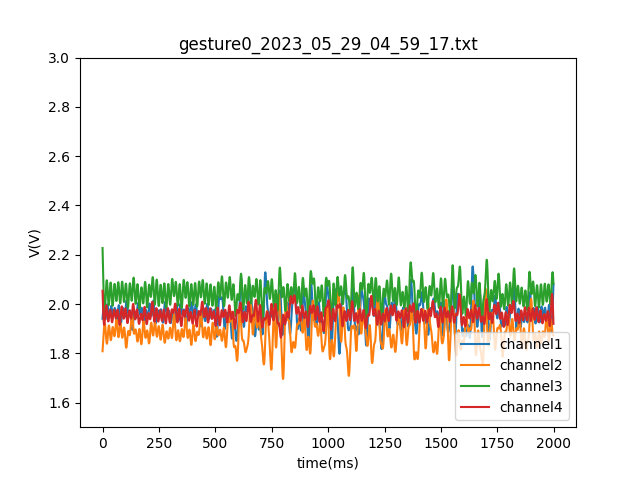 gesture0_2023_05_29_04_59_17.txt
3.0
2.8
2.6
2.4
2.2
2.0
1.8
1.6
V(V)
channel1
channel2
channel3
channel4
0 250 500 750 1000 1250 1500 1750 2000
time(ms)